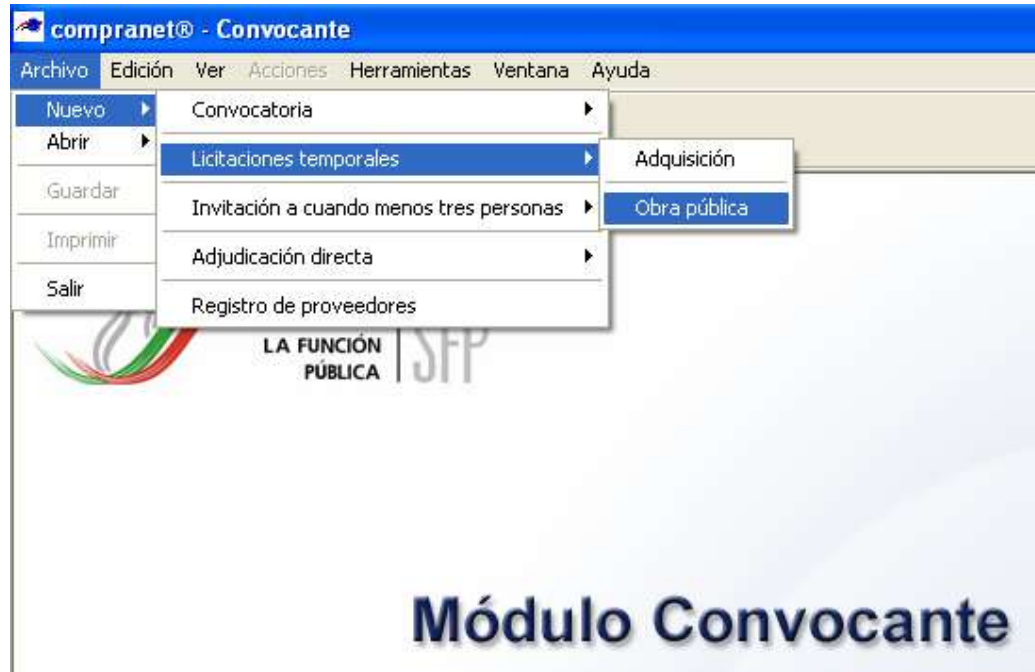 compranet® - Convocante
Archivo Edición Ver Acciones Herramientas Ventana Ayuda
Nuevo
Abrir
Guardar
Imprimir
Salir
Convocatoria
Licitaciones temporales
Invitación a cuando menos tres personas
Adjudicación directa
Registro de proveedores
Adquisición
Obra pública
LA FUNCIÓN
PÚBLICA
SFP
Módulo Convocante